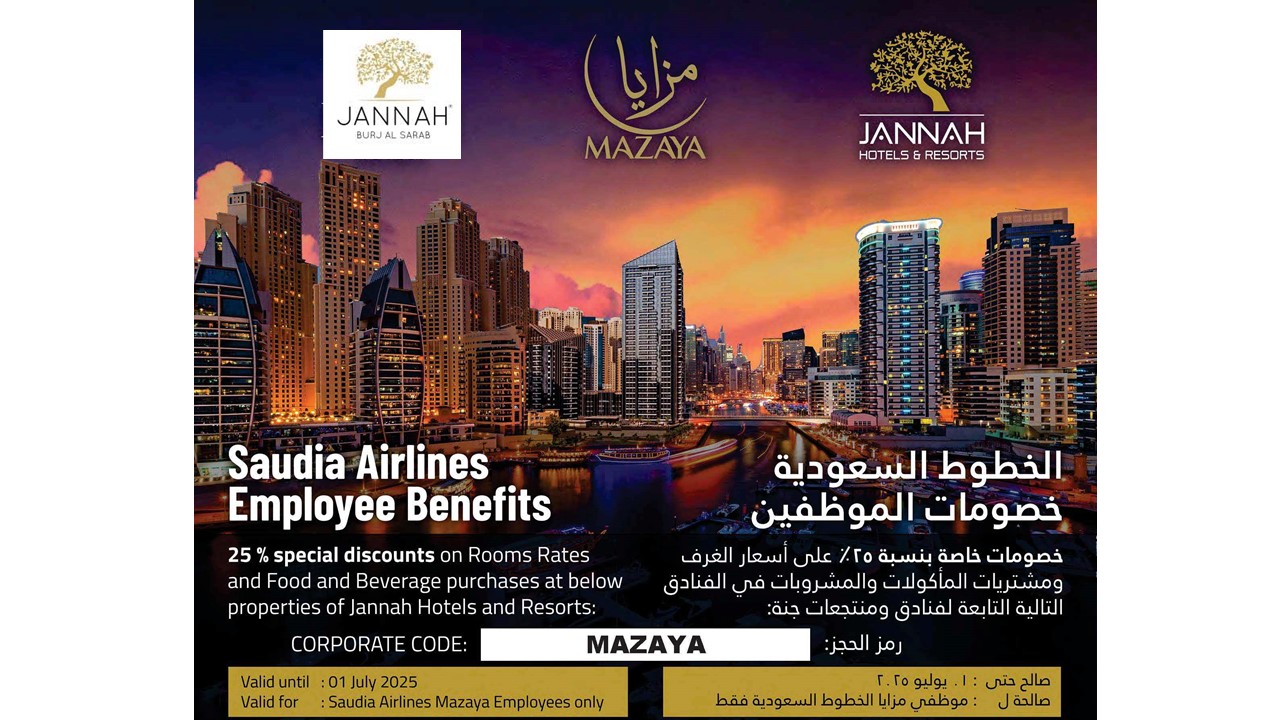 JANNAH
BURJ AL SARAB
مزايا
MAZAYA
JANNAH
HOTELS & RESORTS
Saudia Airlines
Employee Benefits
الخطوط السعودية
خصومات الموظفين
25 % special discounts on Rooms Rates
and Food and Beverage purchases at below
properties of Jannah Hotels and Resorts:
خصومات خاصة بنسبة ٢٥٪ على أسعار الغرف
ومشتريات المأكولات والمشروبات في الفنادق
التالية التابعة لفنادق ومنتجعات جنة:
CORPORATE CODE: MAZAYA رمز الحجز:
Valid until : 01 July 2025
Valid for : Saudia Airlines Mazaya Employees only
صالح حتى : ٠١ يوليو ٢٠٢٥
صالحة ل : موظفي مزايا الخطوط السعودية فقط